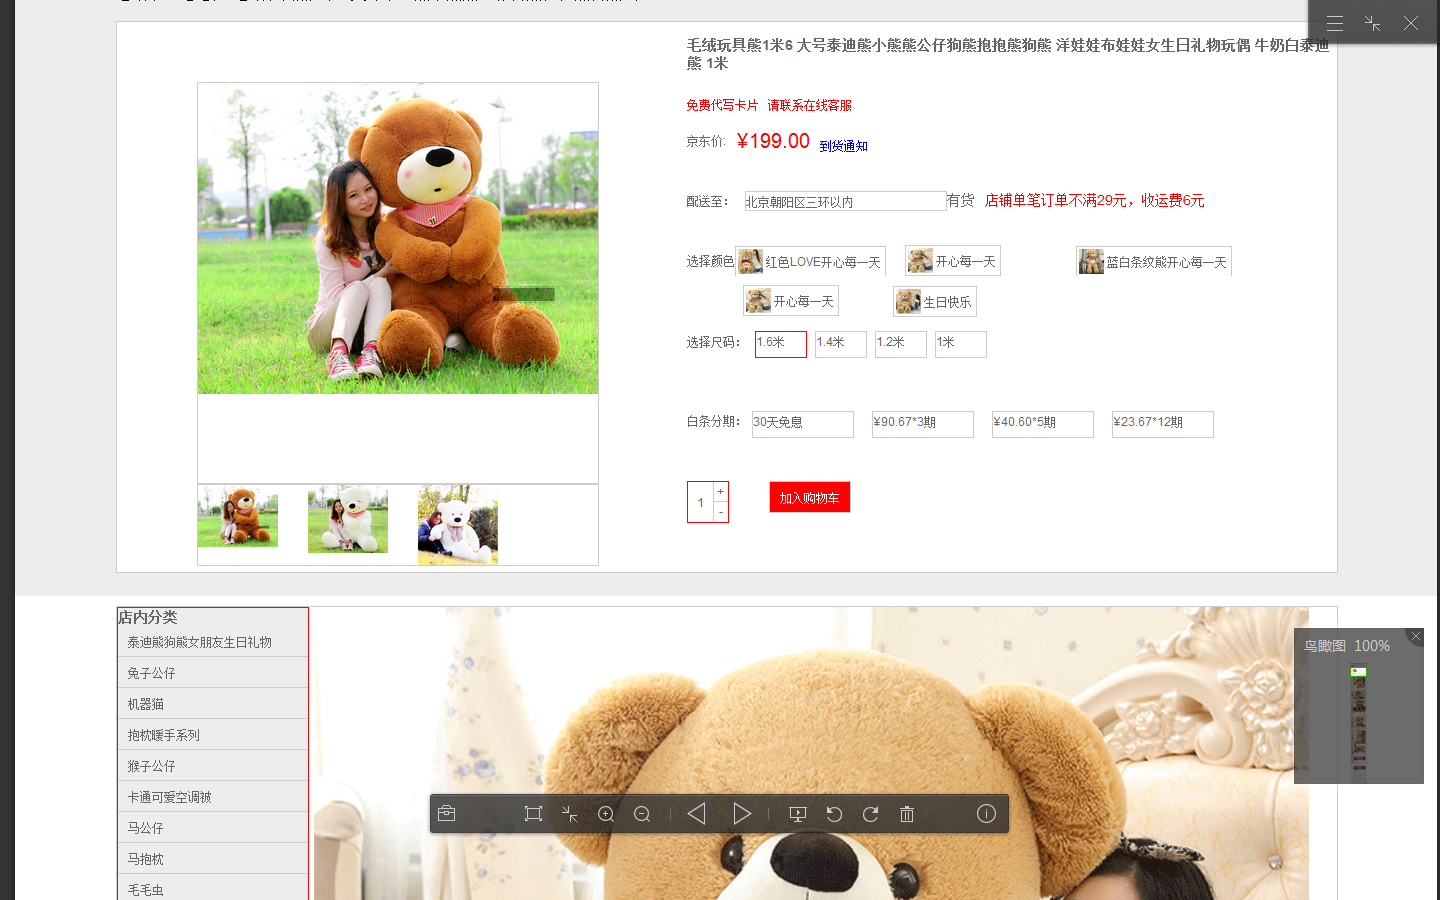 毛绒玩具熊1米6 大号泰迪熊小熊熊公仔狗熊抱抱熊狗熊 洋娃娃布娃娃女生日礼物玩偶 牛奶白泰迪
熊 1米
免费代写卡片 请联系在线客服
京东价: ¥199.00 到货通知
配送至： 北京朝阳区三环以内 有货 店铺单笔订单不满29元，收运费6元
选择颜色 红色LOVE开心每一天 开心每一天 蓝白条纹熊开心每一天
开心每一天 生日快乐
选择尺码： 1.6米 1.4米 1.2米 1米
白条分期： 30天免息 ¥90.67*3期 ¥40.60*5期 ¥23.67*12期
1 + - 加入购物车
店内分类
泰迪熊狗熊女朋友生日礼物
兔子公仔
机器猫
抱枕暖手系列
猴子公仔
卡通可爱空调被
马公仔
马抱枕
毛毛虫
鸟瞰图 100%